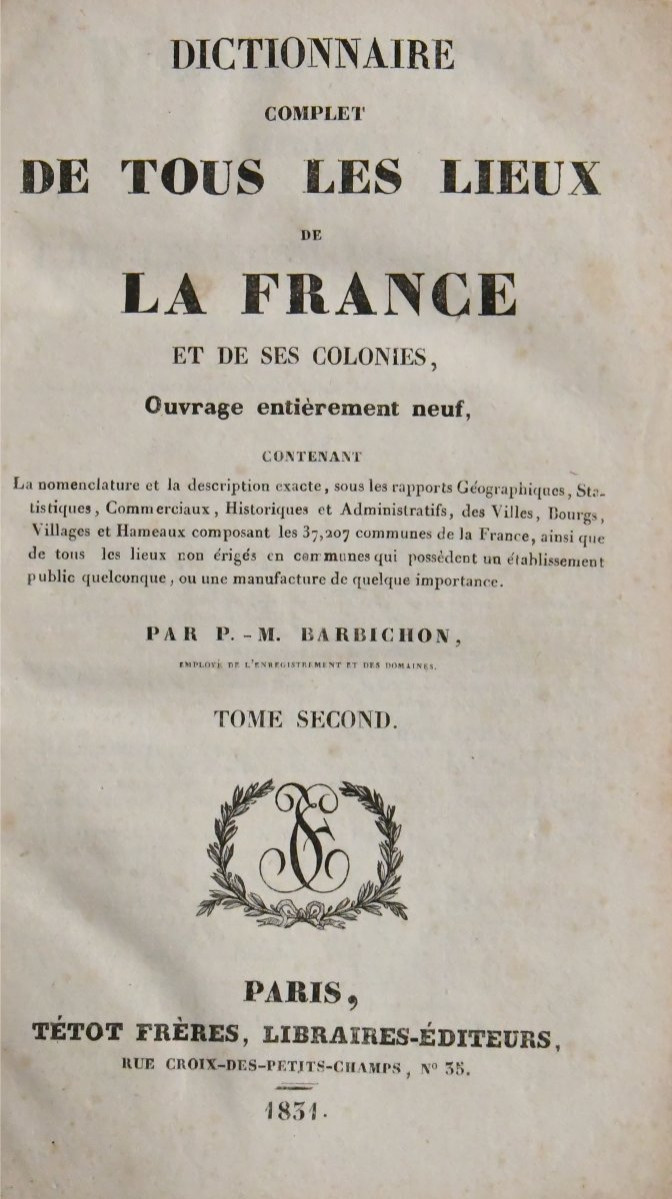 DICTIONNAIRE
COMPLET
DE TOUS LES LIEUX
DE
LA FRANCE
ET DE SES COLONIES,
Ouvrage entièrement neuf,
CONTENANT
La nomenclature et la description exacte, sous les rapports Géographiques, Sta-
tistiques, Commerciaux, Historiques et Administratifs, des Villes, Bourgs,
Villages et Hameaux composant les 37,207 communes de la France, ainsi que
de tous les lieux non érigés en communes qui possèdent un établissement
public quelconque, ou une manufacture de quelque importance.
PAR P.-M. BARBICHON,
EMPLOYÉ DE L'ENREGISTREMENT ET DES DOMAINES.
TOME SECOND.
PARIS,
TÉTOT FRÈRES, LIBRAIRES-ÉDITEURS,
RUE CROIX-DES-PETITS-CHAMPS, Nº 35.
1831.